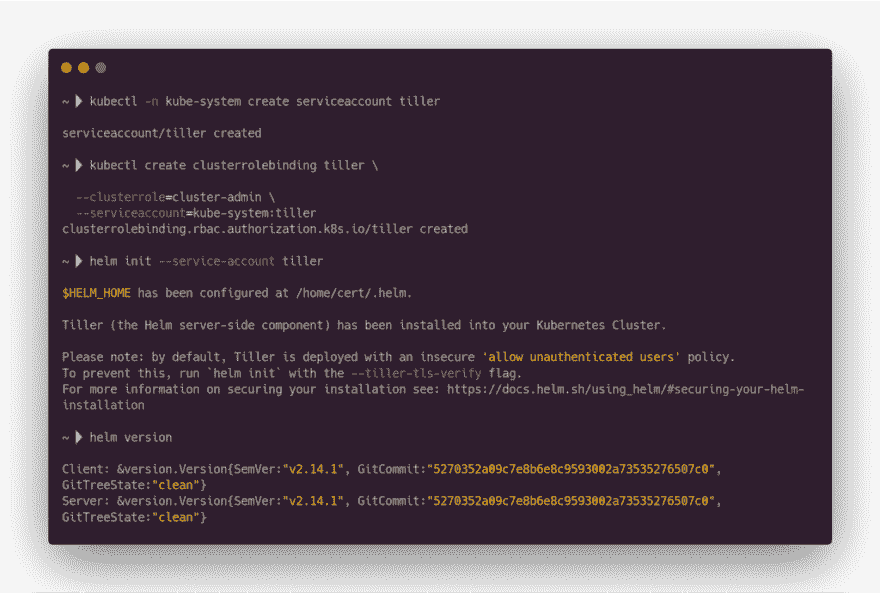 ~ ❯ kubectl -n kube-system create serviceaccount tiller
serviceaccount/tiller created
~ ❯ kubectl create clusterrolebinding tiller \
--clusterrole=cluster-admin \
--serviceaccount=kube-system:tiller
clusterrolebinding.rbac.authorization.k8s.io/tiller created
~ ❯ helm init --service-account tiller
$HELM_HOME has been configured at /home/cert/.helm.
Tiller (the Helm server-side component) has been installed into your Kubernetes Cluster.
Please note: by default, Tiller is deployed with an insecure 'allow unauthenticated users' policy.
To prevent this, run `helm init` with the --tiller-tls-verify flag.
For more information on securing your installation see: https://docs.helm.sh/using_helm/#securing-your-helm-
installation
~ ❯ helm version
Client: &version.Version{SemVer:"v2.14.1", GitCommit:"5270352a09c7e8b6e8c9593002a73535276507c0",
GitTreeState:"clean"}
Server: &version.Version{SemVer:"v2.14.1", GitCommit:"5270352a09c7e8b6e8c9593002a73535276507c0",
GitTreeState:"clean"}